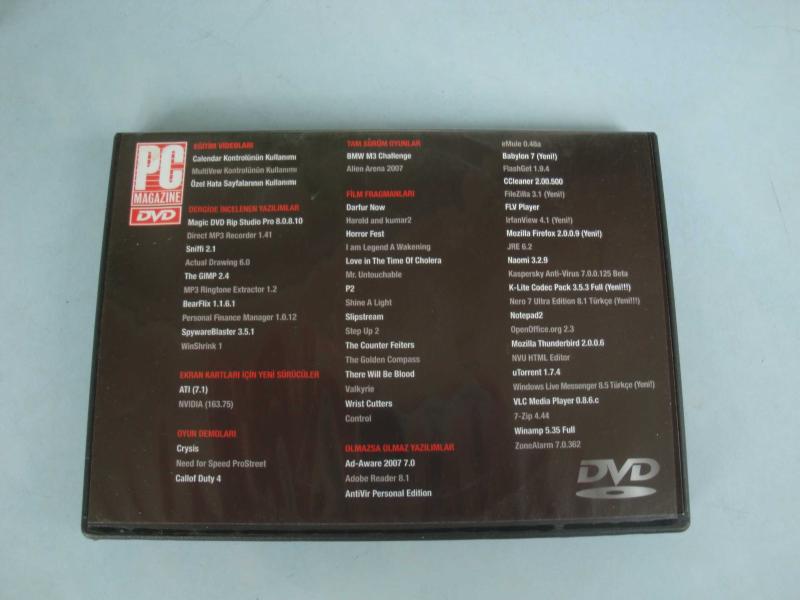 PC
MAGAZINE
DVD
EĞİTİM VİDEOLARI
Calendar Kontrolünün Kullanımı
MultiVew Kontrolünün Kullanımı
Özel Hata Sayfalarının Kullanımı
DERGİDE İNCELENEN YAZILIMLAR
Magic DVD Rip Studio Pro 8.0.8.10
Direct MP3 Recorder 1.41
Sniffi 2.1
Actual Drawing 6.0
The GIMP 2.4
MP3 Ringtone Extractor 1.2
BearFlix 1.1.6.1
Personal Finance Manager 1.0.12
SpywareBlaster 3.5.1
WinShrink 1
EKRAN KARTLARI İÇİN YENİ SÜRÜCÜLER
ATI (7.1)
NVIDIA (163.75)
OYUN DEMOLARI
Crysis
Need for Speed ProStreet
Callof Duty 4
TAM SÜRÜM OYUNLAR
BMW M3 Challenge
Alien Arena 2007
FİLM FRAGMANLARI
Darfur Now
Harold and kumar2
Horror Fest
I am Legend A Wakening
Love in The Time Of Cholera
Mr. Untouchable
P2
Shine A Light
Slipstream
Step Up 2
The Counter Feiters
The Golden Compass
There Will Be Blood
Valkyrie
Wrist Cutters
Control
OLMAZSA OLMAZ YAZILIMLAR
Ad-Aware 2007 7.0
Adobe Reader 8.1
AntiVir Personal Edition
eMule 0.48a
Babylon 7 (Yeni!)
FlashGet 1.9.4
CCleaner 2.00.500
FileZilla 3.1 (Yeni!)
FLV Player
IrfanView 4.1 (Yeni!)
Mozilla Firefox 2.0.0.9 (Yeni!)
JRE 6.2
Naomi 3.2.9
Kaspersky Anti-Virus 7.0.0.125 Beta
K-Lite Codec Pack 3.5.3 Full (Yeni!!!)
Nero 7 Ultra Edition 8.1 Türkçe (Yeni!!!)
Notepad2
OpenOffice.org 2.3
Mozilla Thunderbird 2.0.0.6
NVU HTML Editor
uTorrent 1.7.4
Windows Live Messenger 8.5 Türkçe (Yeni!)
VLC Media Player 0.8.6.c
7-Zip 4.44
Winamp 5.35 Full
ZoneAlarm 7.0.362
DVD